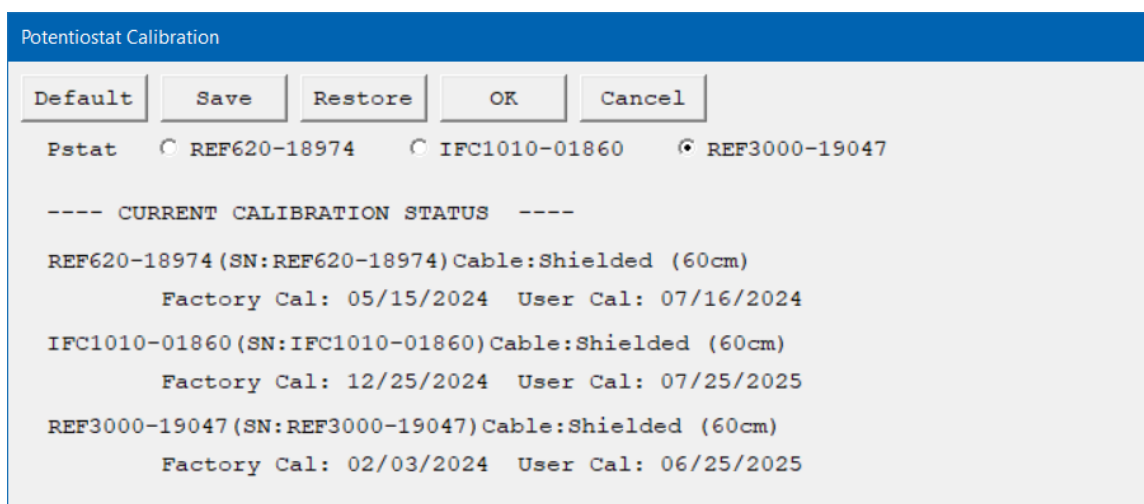 Potentiostat Calibration
Default Save Restore OK Cancel
Pstat REF620-18974 IFC1010-01860 REF3000-19047
---- CURRENT CALIBRATION STATUS ----
REF620-18974(SN:REF620-18974)Cable:Shielded (60cm)
Factory Cal: 05/15/2024 User Cal: 07/16/2024
IFC1010-01860(SN:IFC1010-01860)Cable:Shielded (60cm)
Factory Cal: 12/25/2024 User Cal: 07/25/2025
REF3000-19047(SN:REF3000-19047)Cable:Shielded (60cm)
Factory Cal: 02/03/2024 User Cal: 06/25/2025